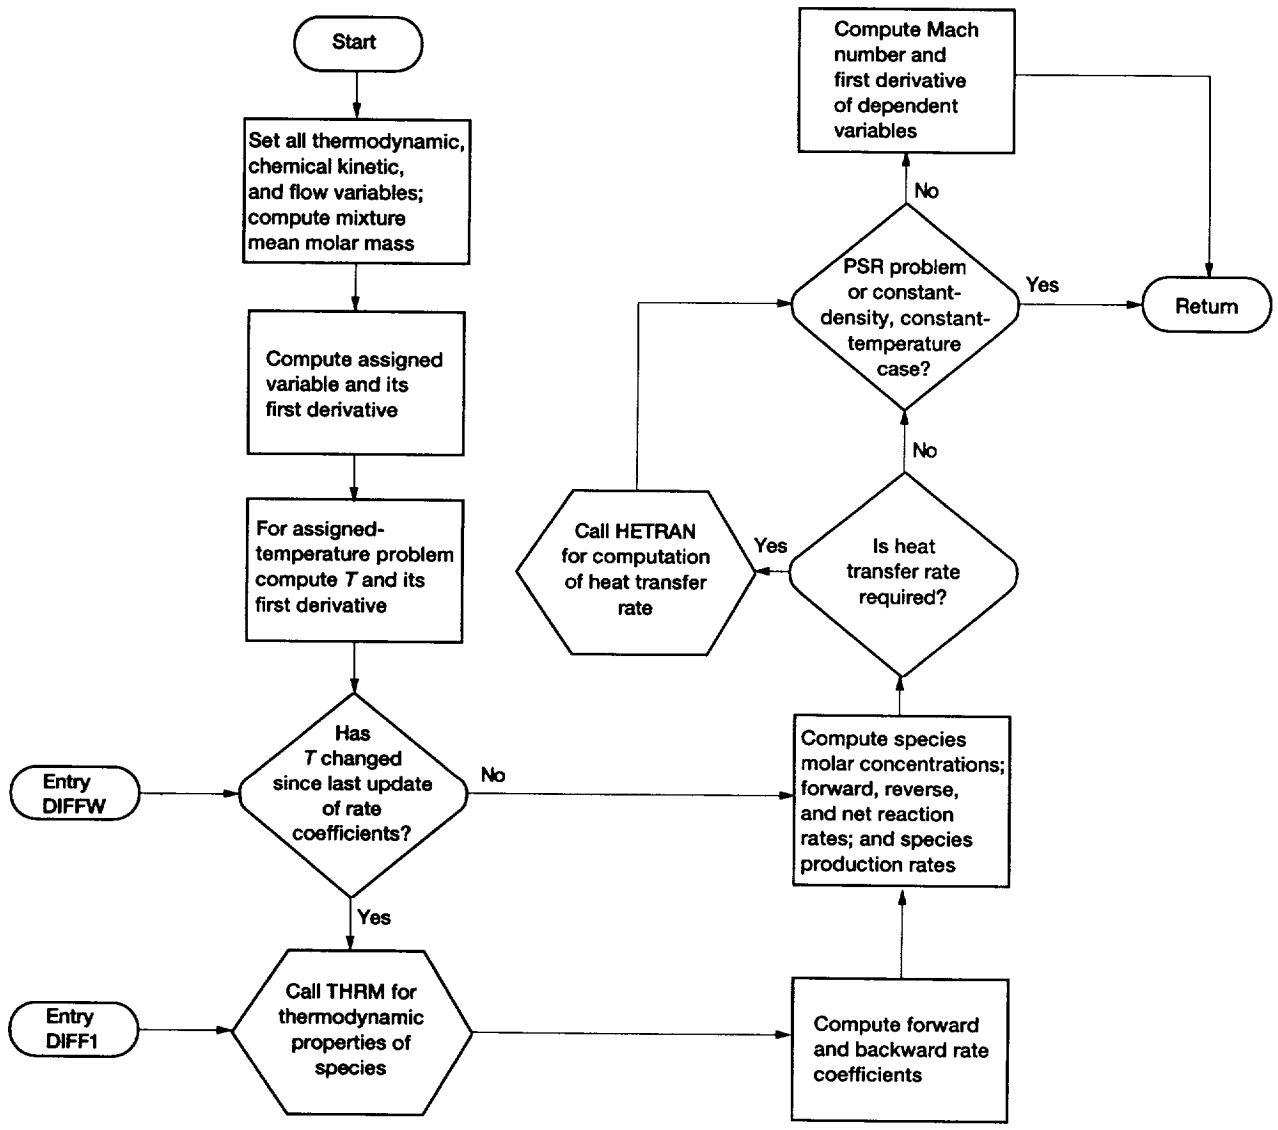 Start
Set all thermodynamic,
chemical kinetic,
and flow variables;
compute mixture
mean molar mass
Compute assigned
variable and its
first derivative
For assigned-
temperature problem
compute T and its
first derivative
Has
T changed
since last update
of rate
coefficients?
No
Yes
Entry
DIFFW
Call THRM for
thermodynamic
properties of
species
Entry
DIFF1
Compute forward
and backward rate
coefficients
Compute species
molar concentrations;
forward, reverse,
and net reaction
rates; and species
production rates
Is heat
transfer rate
required?
Yes
No
Call HETRAN
for computation
of heat transfer
rate
PSR problem
or constant-
density, constant-
temperature
case?
Yes
No
Compute Mach
number and
first derivative
of dependent
variables
Return